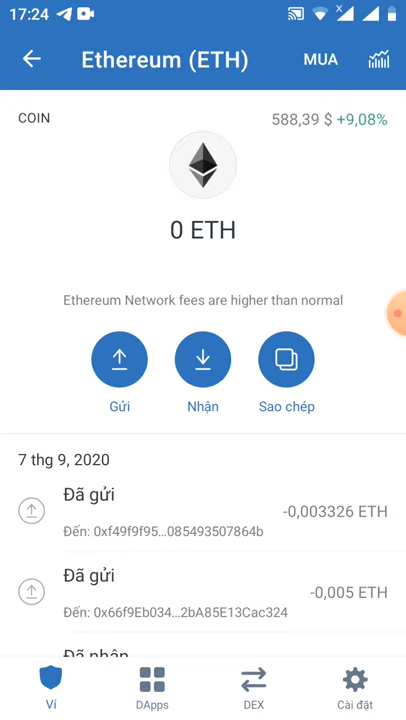 17:24
Ethereum (ETH)
MUA
COIN
588,39 $ +9,08%
0 ETH
Ethereum Network fees are higher than normal
Gửi
Nhận
Sao chép
7 thg 9, 2020
Đã gửi
-0,003326 ETH
Đến: 0xf49f9f95...085493507864b
Đã gửi
-0,005 ETH
Đến: 0x66f9Eb034...2bA85E13Cac324
Đã nhận
Ví
DApps
DEX
Cài đặt